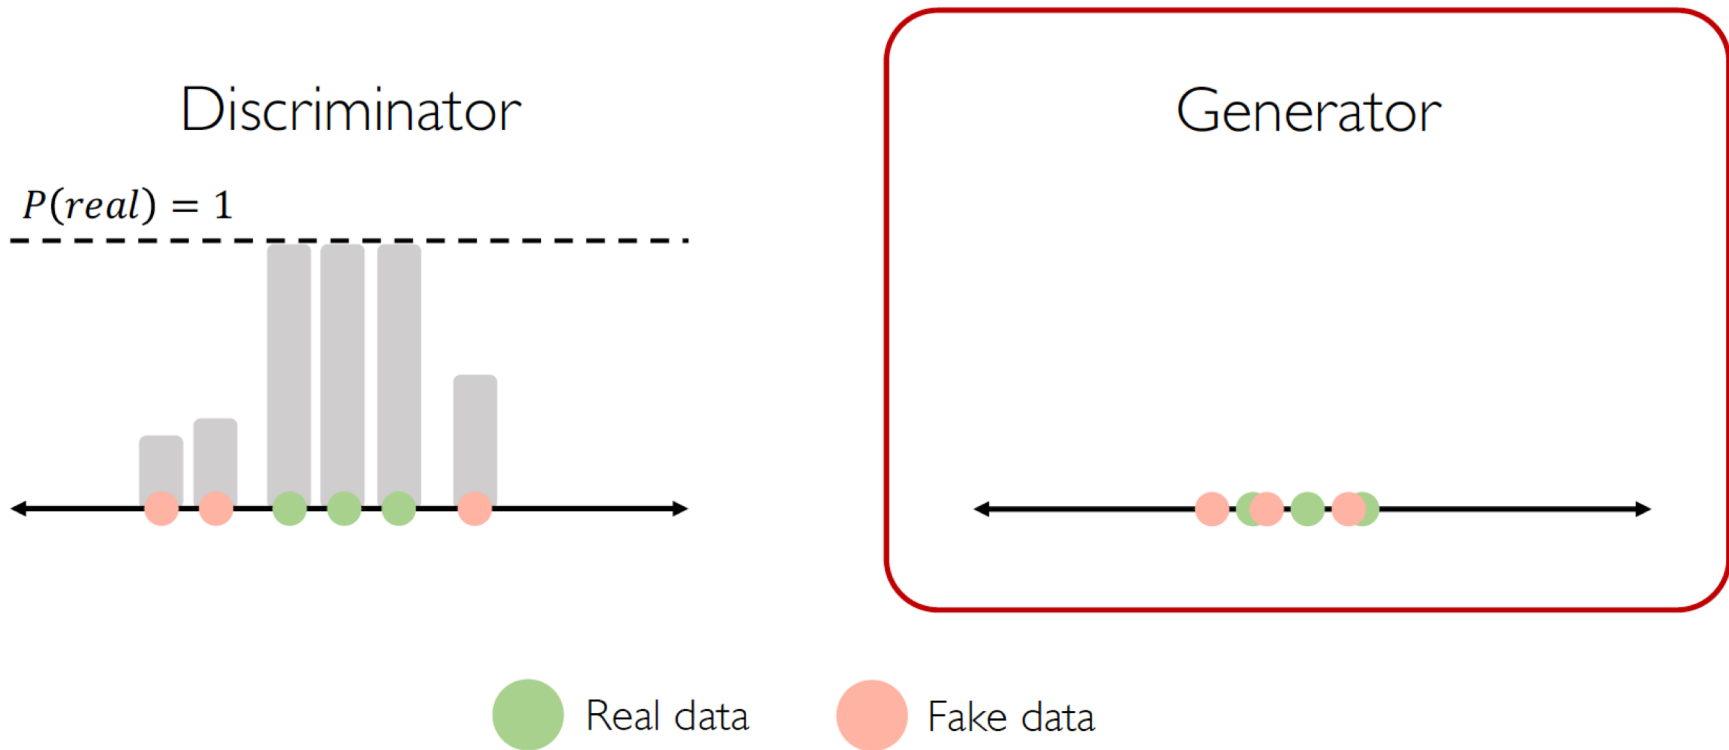 Discriminator
Generator
P(real) = 1
Real data
Fake data